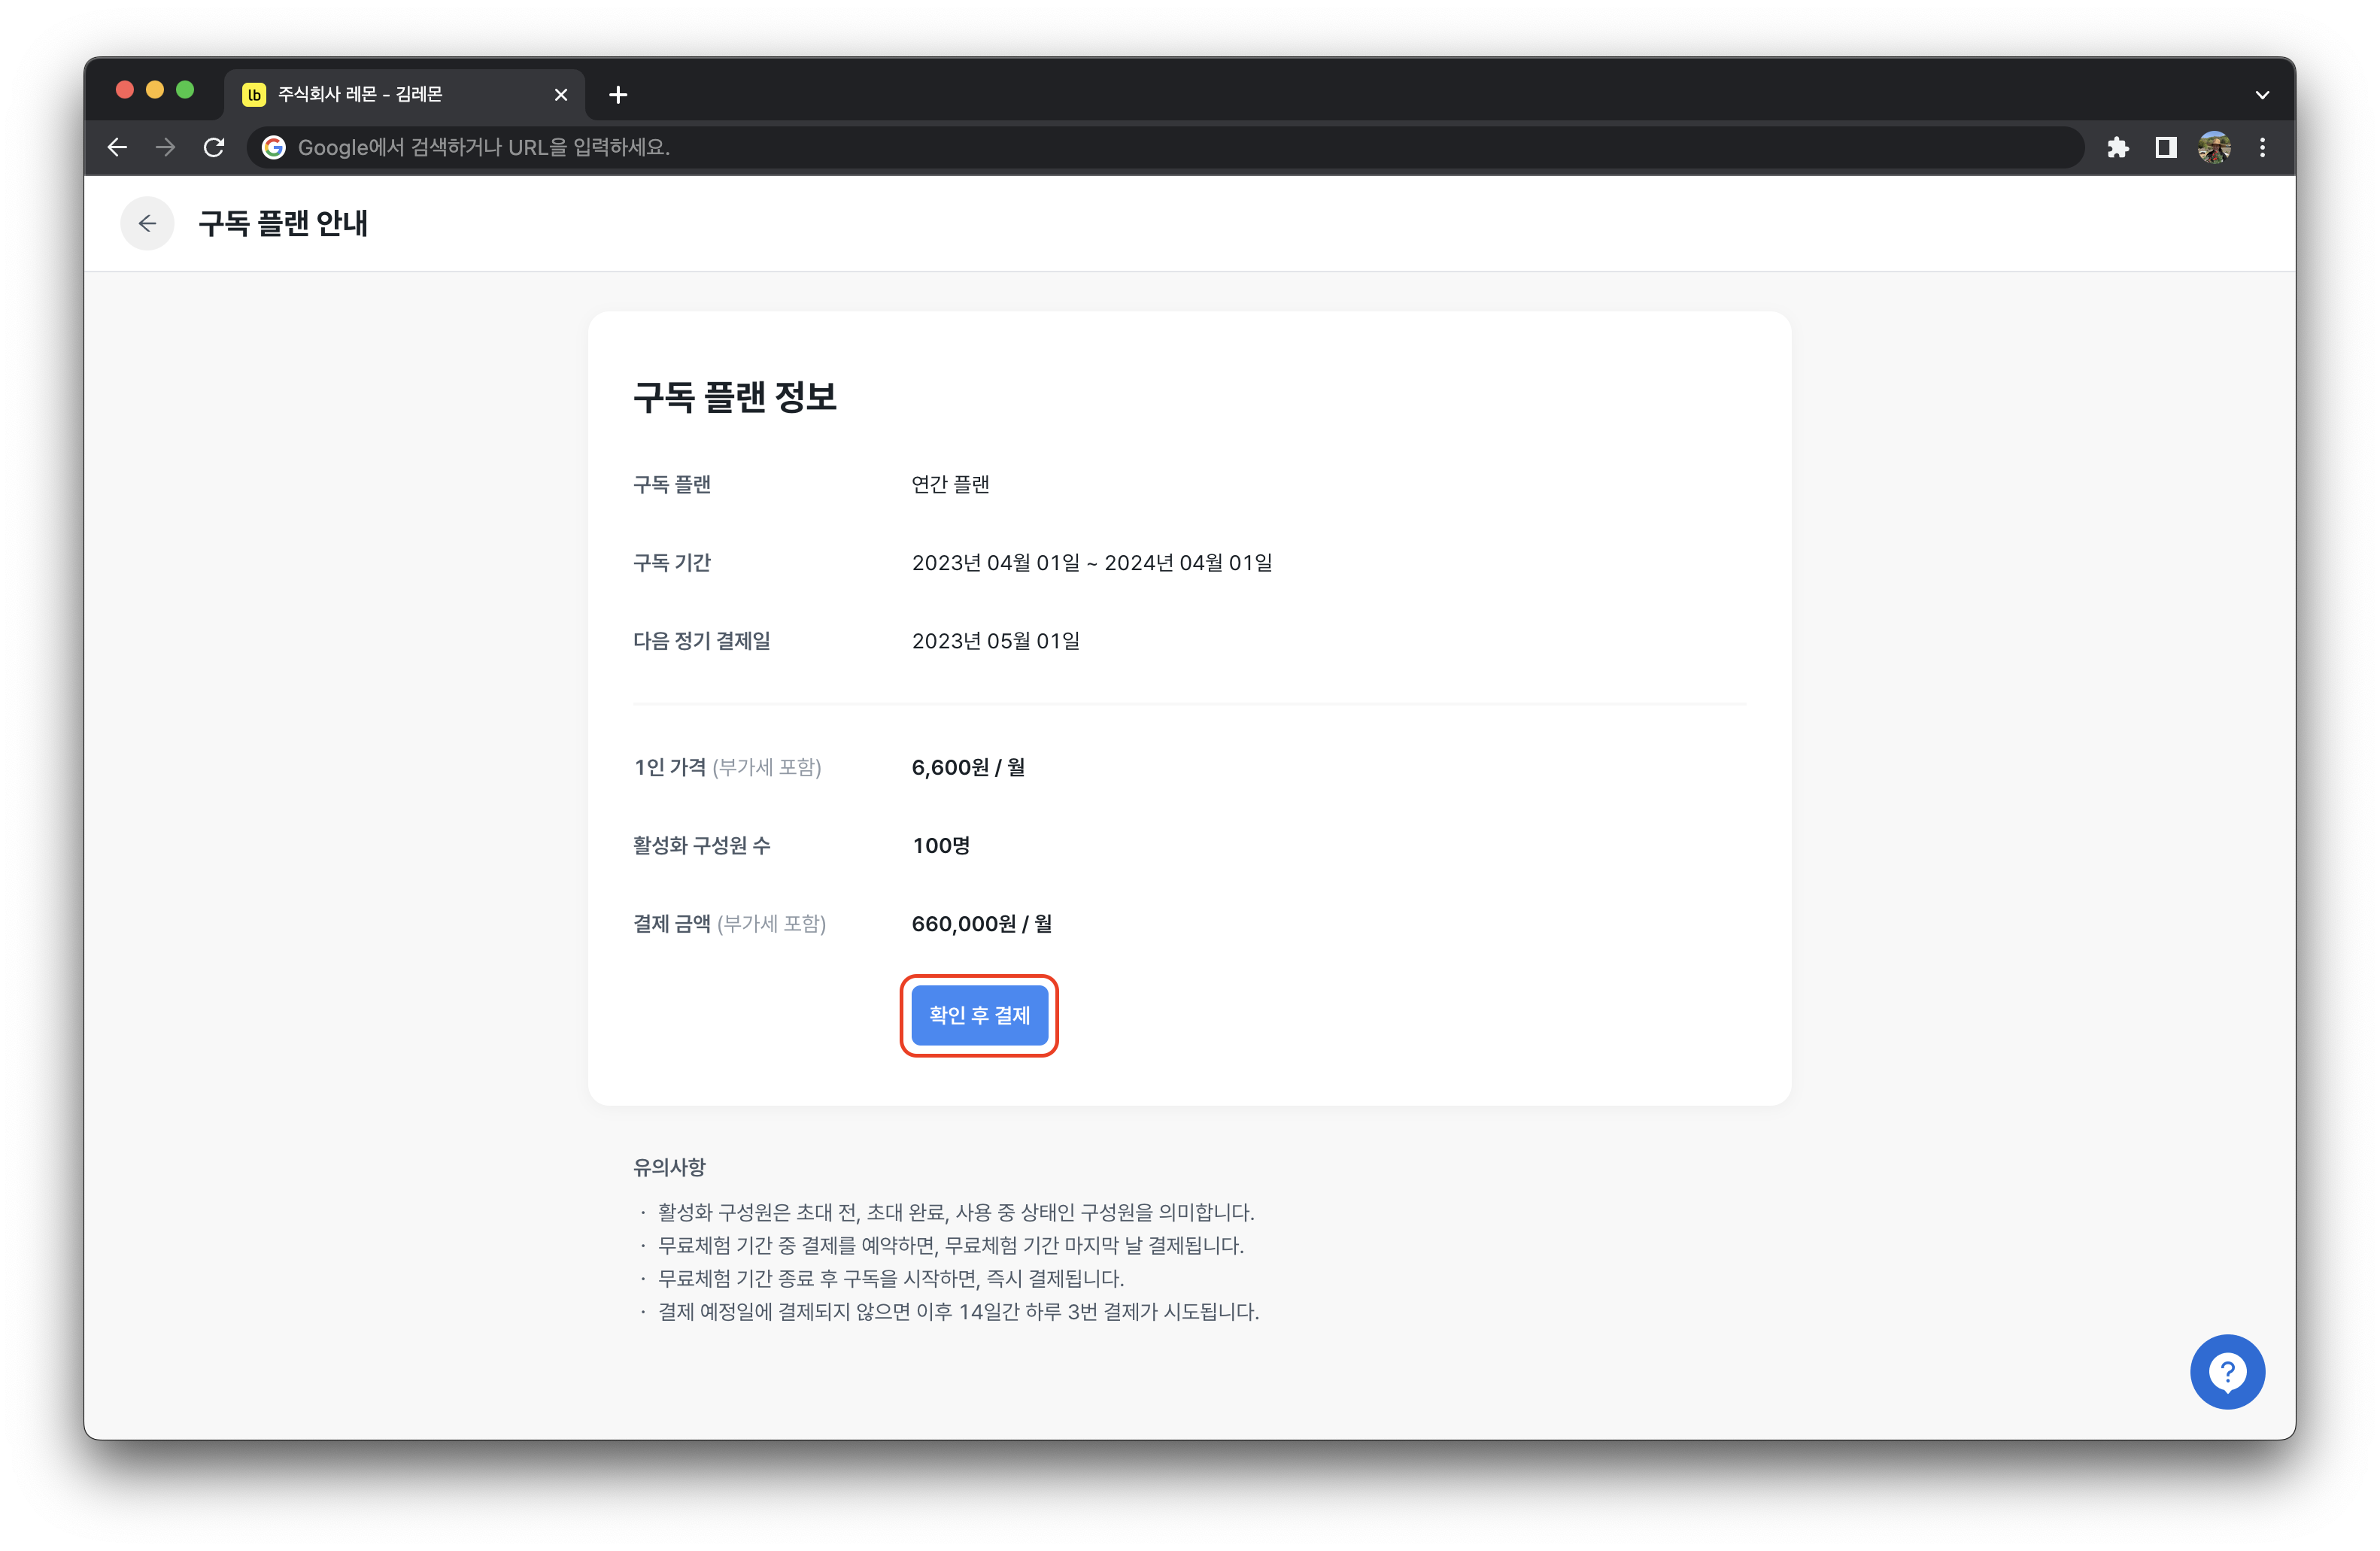 lb 주식회사 레몬 - 김레몬
Google에서 검색하거나 URL을 입력하세요.
구독 플랜 안내
구독 플랜 정보
구독 플랜 연간 플랜
구독 기간 2023년 04월 01일 ~ 2024년 04월 01일
다음 정기 결제일 2023년 05월 01일
1인 가격 (부가세 포함) 6,600원 / 월
활성화 구성원 수 100명
결제 금액 (부가세 포함) 660,000원 / 월
확인 후 결제
유의사항
· 활성화 구성원은 초대 전, 초대 완료, 사용 중 상태인 구성원을 의미합니다.
· 무료체험 기간 중 결제를 예약하면, 무료체험 기간 마지막 날 결제됩니다.
· 무료체험 기간 종료 후 구독을 시작하면, 즉시 결제됩니다.
· 결제 예정일에 결제되지 않으면 이후 14일간 하루 3번 결제가 시도됩니다.
?